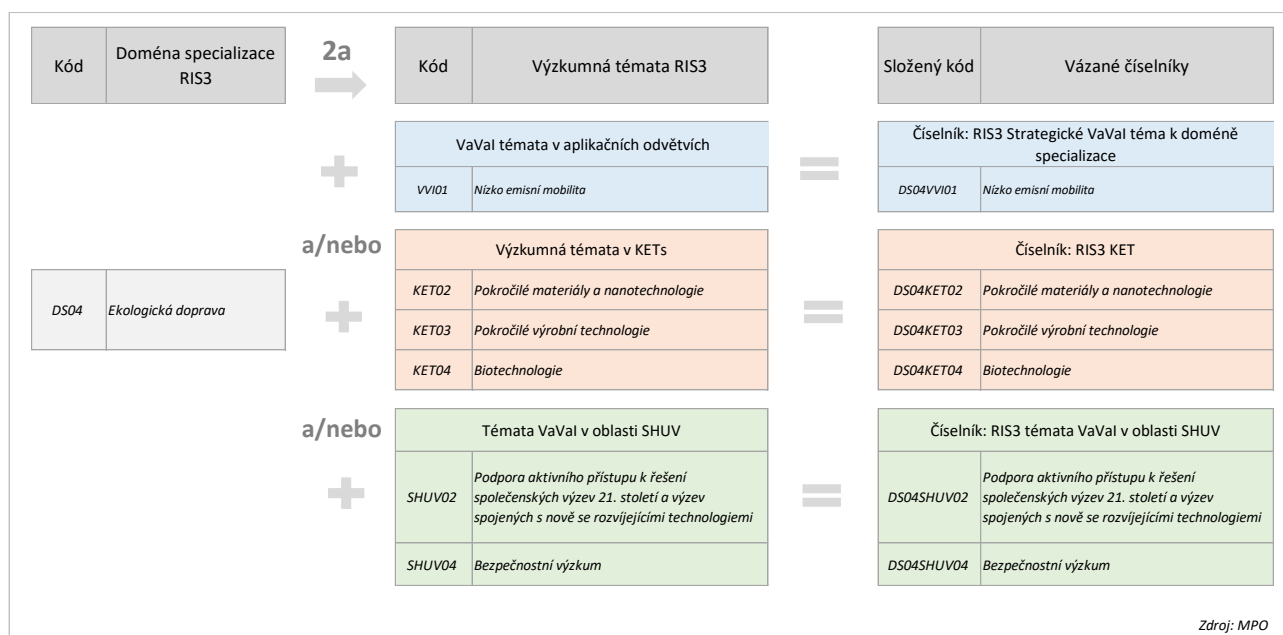 Kód
Doména specializace
RIS3
2a
Kód
Výzkumná témata RIS3
Složený kód
Vázané číselníky
VaVaI témata v aplikačních odvětvích
Číselník: RIS3 Strategické VaVaI téma k doméně
specializace
VVI01
Nízko emisní mobilita
DS04VVI01
Nízko emisní mobilita
a/nebo
Výzkumná témata v KETs
Číselník: RIS3 KET
DS04
Ekologická doprava
KET02
Pokročilé materiály a nanotechnologie
DS04KET02
Pokročilé materiály a nanotechnologie
KET03
Pokročilé výrobní technologie
DS04KET03
Pokročilé výrobní technologie
KET04
Biotechnologie
DS04KET04
Biotechnologie
a/nebo
Témata VaVaI v oblasti SHUV
Číselník: RIS3 témata VaVaI v oblasti SHUV
SHUV02
Podpora aktivního přístupu k řešení
společenských výzev 21. století a výzev
spojených s nově se rozvíjejícími technologiemi
DS04SHUV02
Podpora aktivního přístupu k řešení
společenských výzev 21. století a výzev
spojených s nově se rozvíjejícími technologiemi
SHUV04
Bezpečnostní výzkum
DS04SHUV04
Bezpečnostní výzkum
Zdroj: MPO